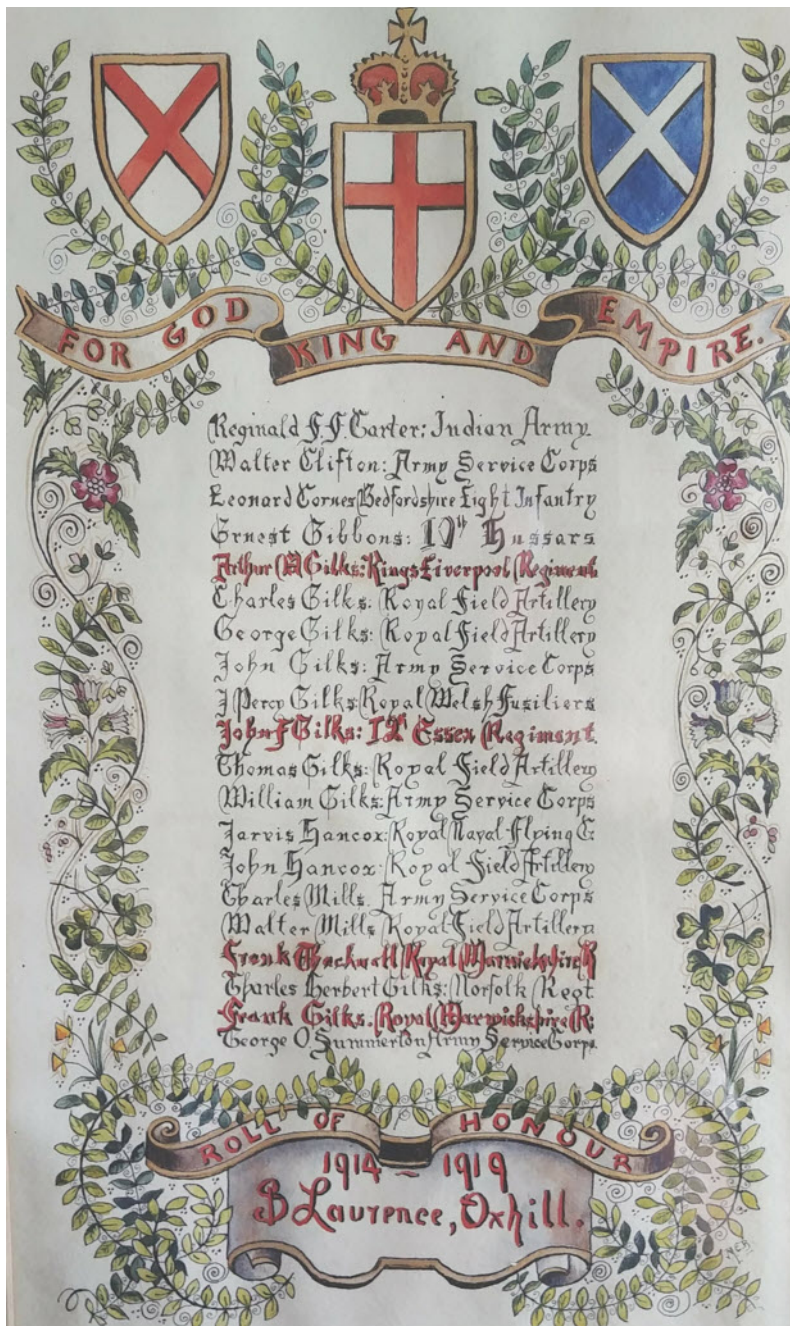 FOR GOD KING AND EMPIRE.
Reginald F. F. Carter: Indian Army.
Walter Clifton: Army Service Corps
Leonard Cornes Bedfordshire Light Infantry
Ernest Gibbons: 10th Hussars
Arthur Gilks: Kings Liverpool Regiment
Charles Gilks: Royal Field Artillery
George Gilks: Royal Field Artillery
John Gilks: Army Service Corps
J Percy Gilks: Royal Welsh Fusiliers
John F Gilks: Essex Regiment.
Thomas Gilks: Royal Field Artillery
William Gilks: Army Service Corps
Jarvis Hancox: Royal Naval Flying C:
John Hancox: Royal Field Artillery
Charles Mills. Army Service Corps
Walter Mills Royal Field Artillery
Frank Royal Warwickshire R
Charles Herbert Gilks: Norfolk Regt.
Frank Gilks: Royal Warwickshire R:
George O. Summerton Army Service Corps.
ROLL OF HONOUR
1914 - 1919
S Laurence, Oxhill.